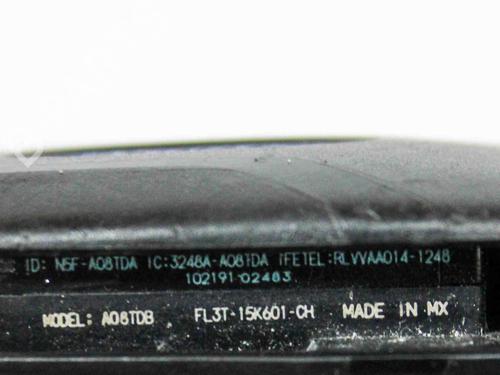 ID: N5F-A08TDA IC:3248A-A08TDA IFETEL:RLVVAA014-1248
102191-02483
MODEL: A08TDB FL3T-15K601-CH MADE IN MX